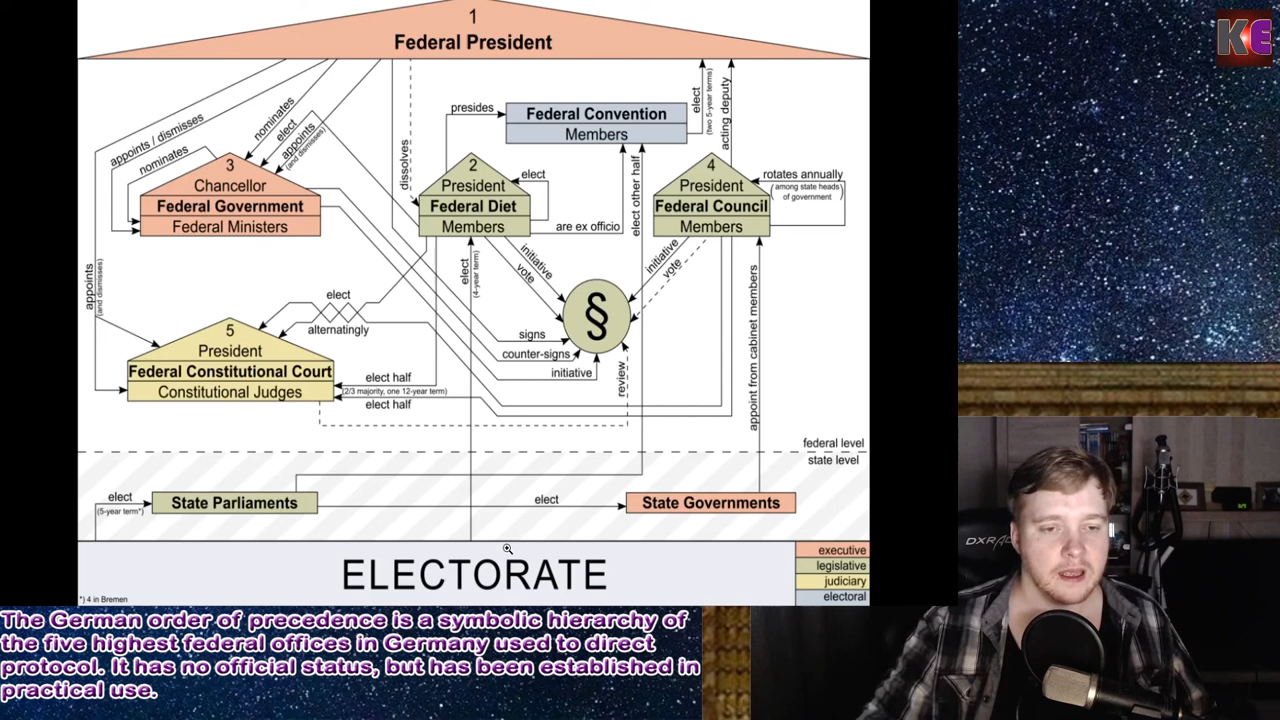 KE
1
Federal President
appoints / dismisses
nominates
nominates
elect
appoints
(and dismisses)
dissolves
presides
Federal Convention
Members
elect
(two 5-year terms)
acting deputy
3
Chancellor
Federal Government
Federal Ministers
2
President
Federal Diet
Members
elect
are ex officio
elect other half
4
President
Federal Council
Members
rotates annually
(among state heads
of government)
appoints
(and dismisses)
elect
(4-year term)
initiative
vote
initiative
vote
§
elect
alternatingly
signs
counter-signs
initiative
review
appoint from cabinet members
5
President
Federal Constitutional Court
Constitutional Judges
elect half
(2/3 majority, one 12-year term)
elect half
federal level
state level
elect
(5-year term*)
State Parliaments
elect
State Governments
ELECTORATE
*) 4 in Bremen
executive
legislative
judiciary
electoral
DXRA
The German order of precedence is a symbolic hierarchy of
the five highest federal offices in Germany used to direct
protocol. It has no official status, but has been established in
practical use.